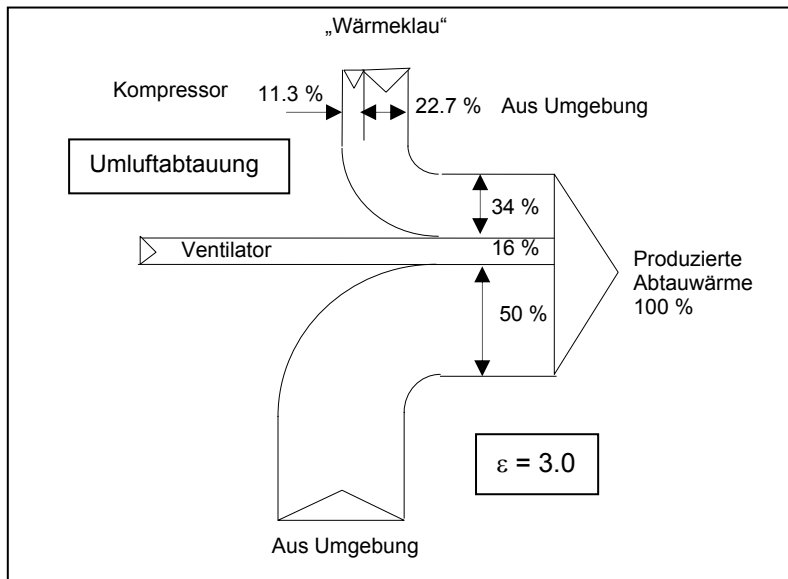 „Wärmeklau“
Kompressor
11.3 %
22.7 %
Aus Umgebung
Umluftabtauung
34 %
Ventilator
16 %
Produzierte
Abtauwärme
100 %
50 %
ε = 3.0
Aus Umgebung